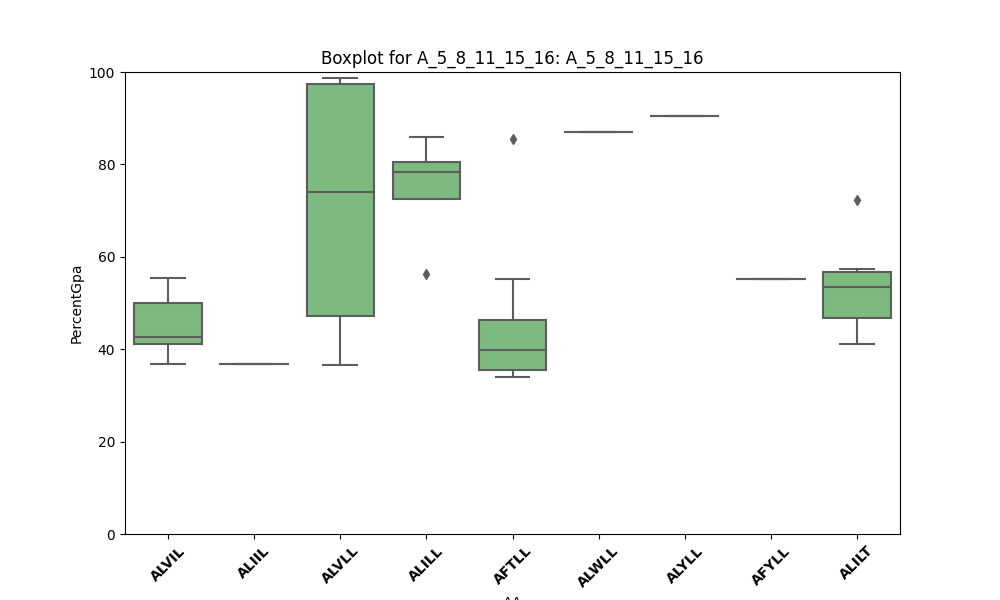 Boxplot for A_5_8_11_15_16: A_5_8_11_15_16
100
80
60
40
20
0
PercentGpa
ALVIL
ALIIL
ALVLL
ALILL
AFTLL
ALWLL
ALYLL
AFYLL
ALILT